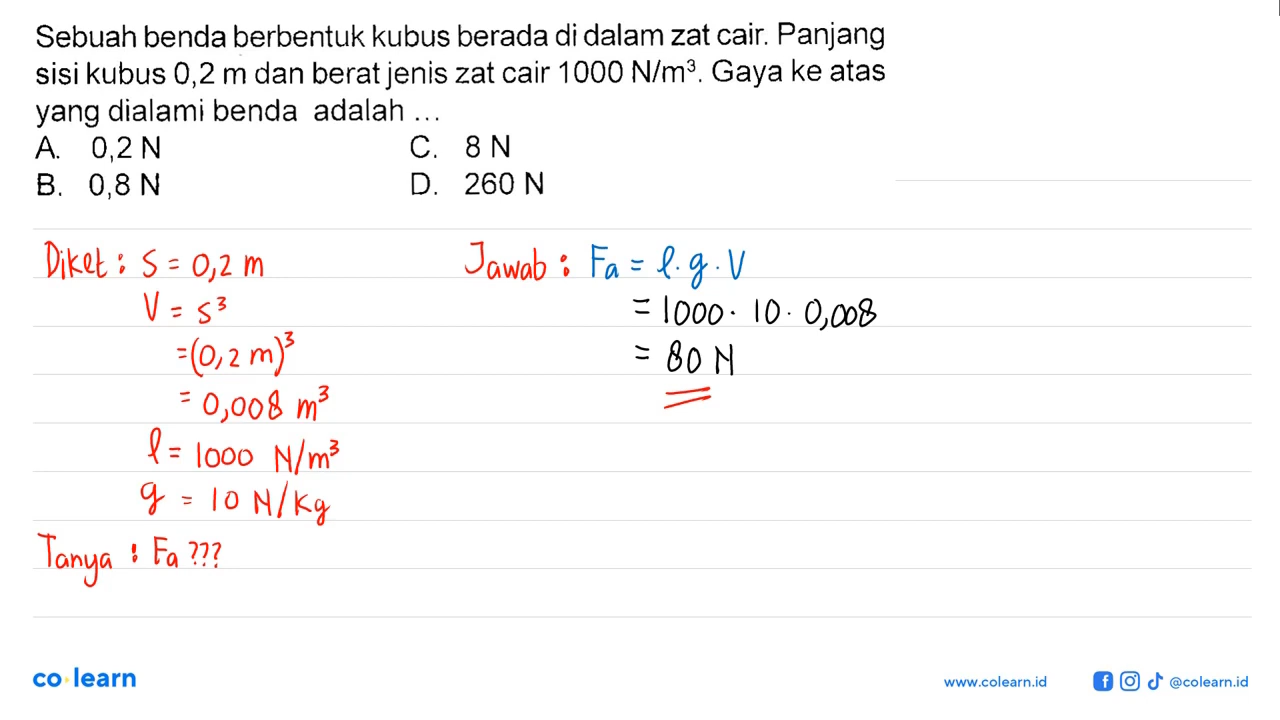 Sebuah benda berbentuk kubus berada di dalam zat cair. Panjang
sisi kubus 0,2 m dan berat jenis zat cair 1000 N/m³. Gaya ke atas
yang dialami benda adalah ...
A. 0,2 N C. 8 N
B. 0,8 N D. 260 N
Diket : s = 0,2 m
V = s³
= (0,2 m)³
= 0,008 m³
ρ = 1000 N/m³
g = 10 N/kg
Tanya : Fa ???
Jawab : Fa = ρ . g . V
= 1000 . 10 . 0,008
= 80 N
co learn
www.colearn.id
@colearn.id